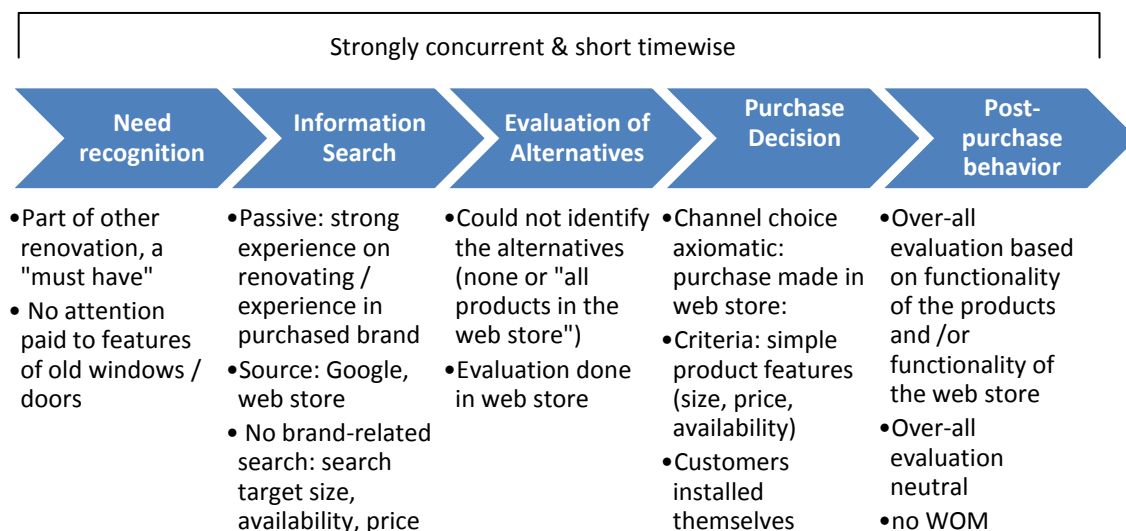 Strongly concurrent & short timewise
Need
recognition
Information
Search
Evaluation of
Alternatives
Purchase
Decision
Post-
purchase
behavior
•Part of other
renovation, a
"must have"
• No attention
paid to features
of old windows /
doors
•Passive: strong
experience on
renovating /
experience in
purchased brand
•Source: Google,
web store
• No brand-related
search: search
target size,
availability, price
•Could not identify
the alternatives
(none or "all
products in the
web store")
•Evaluation done
in web store
•Channel choice
axiomatic:
purchase made in
web store:
•Criteria: simple
product features
(size, price,
availability)
•Customers
installed
themselves
•Over-all
evaluation based
on functionality
of the products
and /or
functionality of
the web store
•Over-all
evaluation
neutral
•no WOM